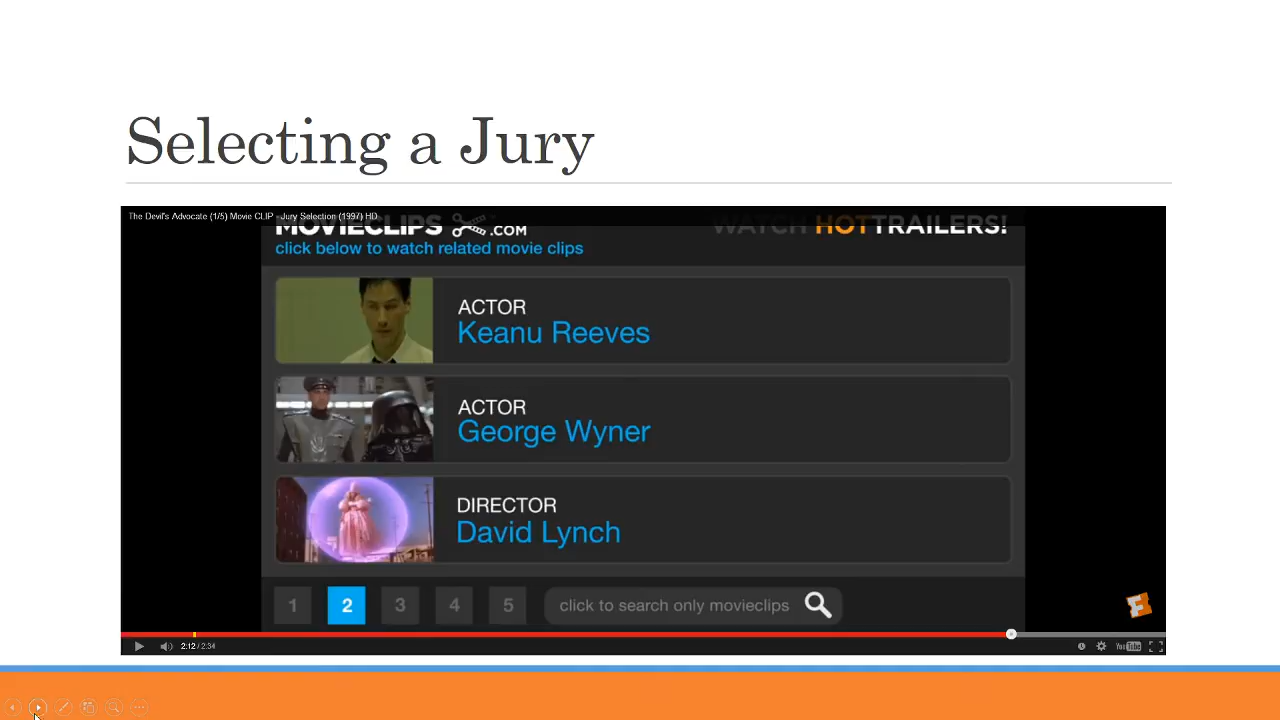 Selecting a Jury
The Devil's Advocate (1/5) Movie CLIP - Jury Selection (1997) HD
MOVIECLIPS .COM
WATCH HOTTRAILERS!
click below to watch related movie clips
ACTOR
Keanu Reeves
ACTOR
George Wyner
DIRECTOR
David Lynch
1 2 3 4 5 click to search only movieclips
2:12 / 2:34
YouTube